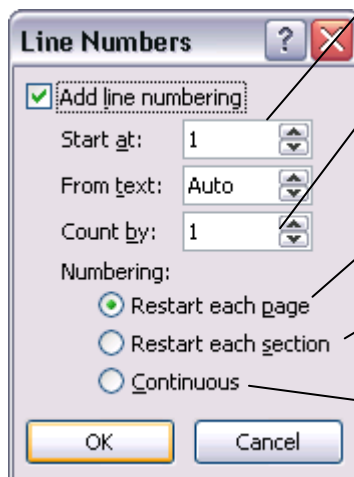 Line Numbers ?
Add line numbering
Start at: 1
From text: Auto
Count by: 1
Numbering:
Restart each page
Restart each section
Continuous
OK Cancel